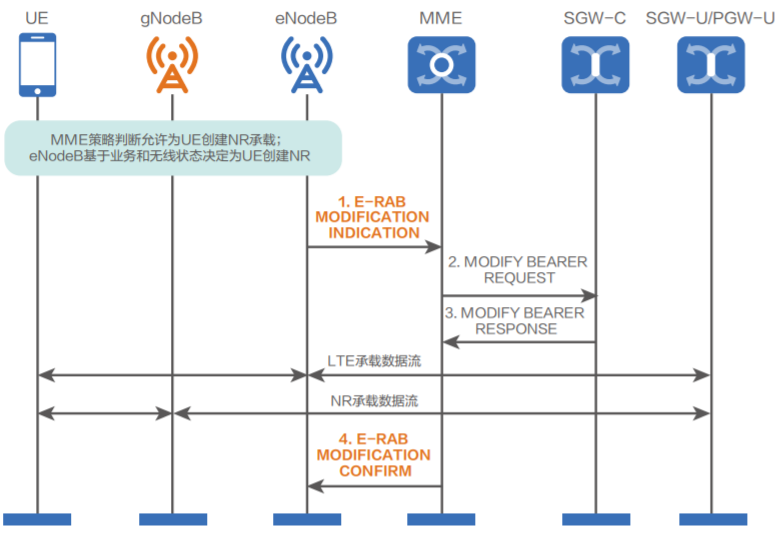 UE
gNodeB
eNodeB
MME
SGW-C
SGW-U/PGW-U
MME策略判断允许为UE创建NR承载；
eNodeB基于业务和无线状态决定为UE创建NR
1. E-RAB
MODIFICATION
INDICATION
2. MODIFY BEARER
REQUEST
3. MODIFY BEARER
RESPONSE
LTE承载数据流
NR承载数据流
4. E-RAB
MODIFICATION
CONFIRM